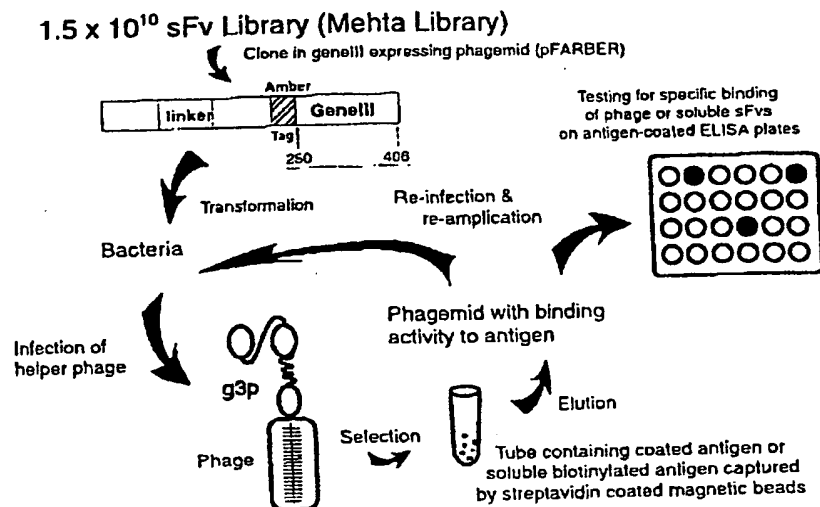 1.5 x 10¹⁰ sFv Library (Mehta Library)
Clone in geneIII expressing phagemid (pFARBER)
Amber
linker
GeneIII
Tag
250
406
Testing for specific binding
of phage or soluble sFvs
on antigen-coated ELISA plates
Transformation
Re-infection &
re-amplication
Bacteria
Phagemid with binding
activity to antigen
Infection of
helper phage
g3p
Elution
Selection
Phage
Tube containing coated antigen or
soluble biotinylated antigen captured
by streptavidin coated magnetic beads